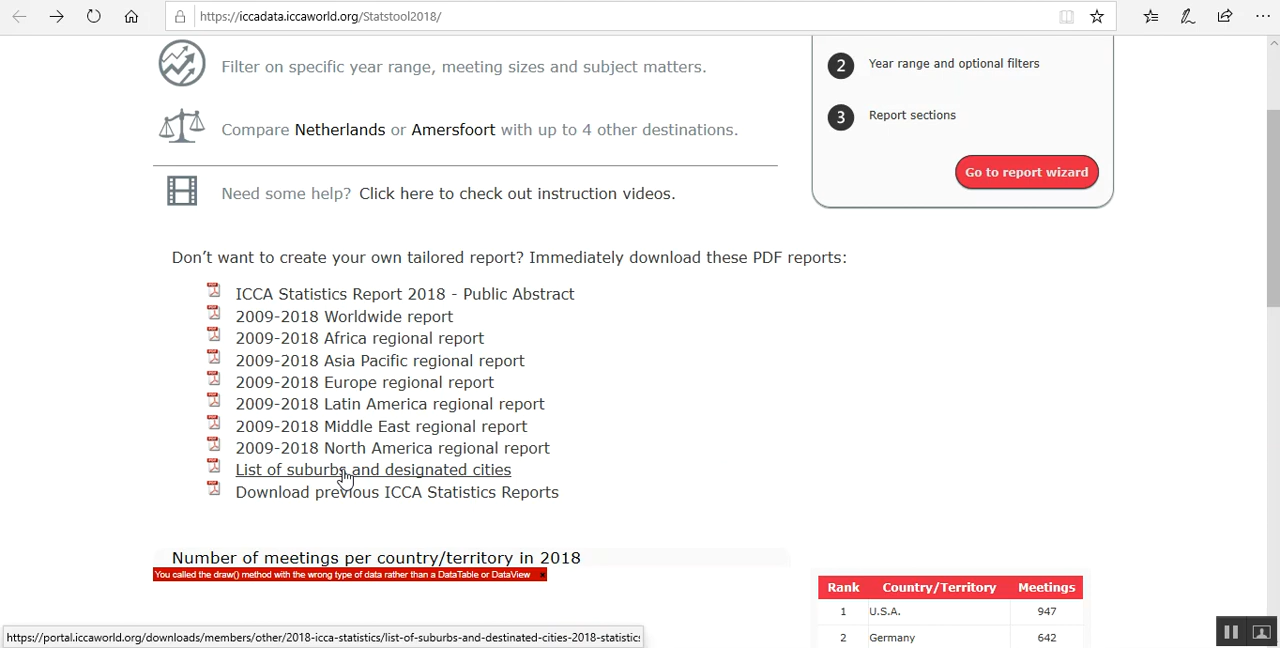 https://iccadata.iccaworld.org/Statstool2018/
Filter on specific year range, meeting sizes and subject matters.
Compare Netherlands or Amersfoort with up to 4 other destinations.
Need some help? Click here to check out instruction videos.
2 Year range and optional filters
3 Report sections
Go to report wizard
Don't want to create your own tailored report? Immediately download these PDF reports:
ICCA Statistics Report 2018 - Public Abstract
2009-2018 Worldwide report
2009-2018 Africa regional report
2009-2018 Asia Pacific regional report
2009-2018 Europe regional report
2009-2018 Latin America regional report
2009-2018 Middle East regional report
2009-2018 North America regional report
List of suburbs and designated cities
Download previous ICCA Statistics Reports
Number of meetings per country/territory in 2018
You called the draw() method with the wrong type of data rather than a DataTable or DataView ×
Rank Country/Territory Meetings
1 U.S.A. 947
2 Germany 642
https://portal.iccaworld.org/downloads/members/other/2018-icca-statistics/list-of-suburbs-and-destinated-cities-2018-statistics